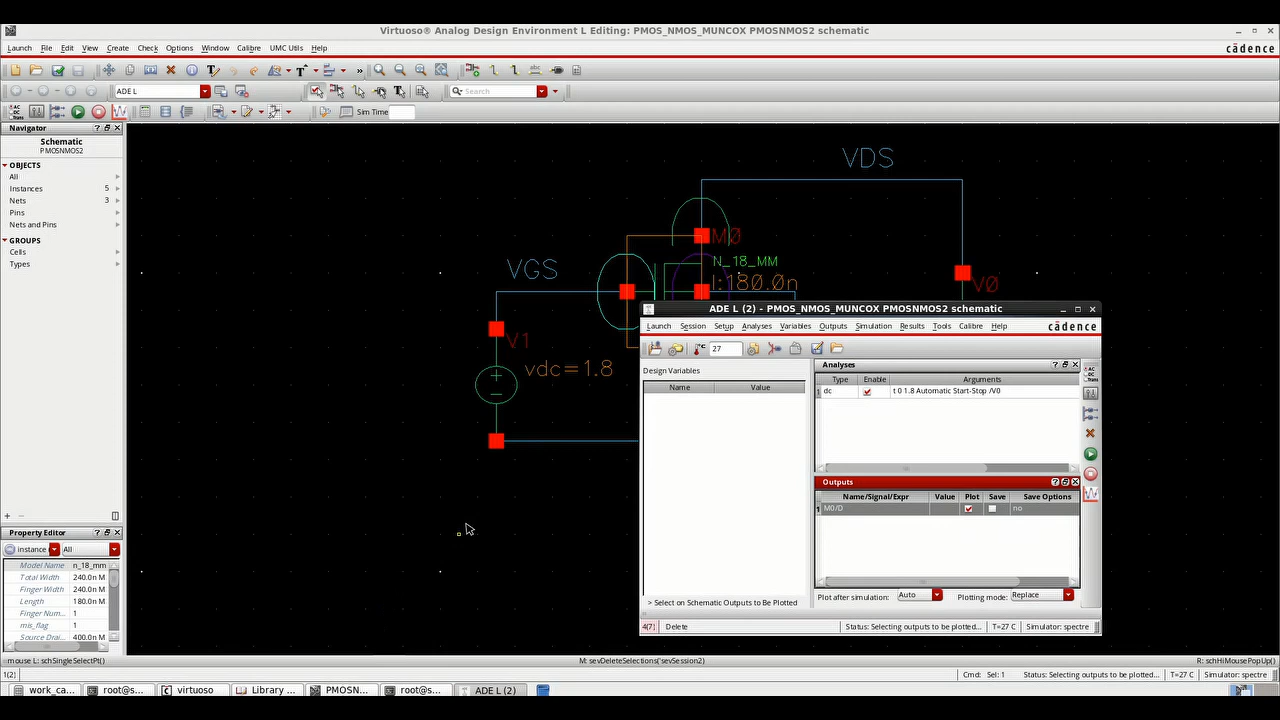 Virtuoso® Analog Design Environment L Editing: PMOS_NMOS_MUNCOX PMOSNMOS2 schematic
Launch File Edit View Create Check Options Window Calibre UMC Utils Help
cādence
ADE L
Search
Sim Time
Navigator
Schematic
PMOSNMOS2
OBJECTS
All
Instances 5
Nets 3
Pins
Nets and Pins
GROUPS
Cells
Types
Property Editor
instance All
Model Name n_18_mm
Total Width 240.0n M
Finger Width 240.0n M
Length 180.0n M
Finger Num... 1
mis_flag 1
Source Drai... 400.0n M
VDS
M0
N_18_MM
l:180.0n
VGS
V0
V1
vdc=1.8
ADE L (2) - PMOS_NMOS_MUNCOX PMOSNMOS2 schematic
Launch Session Setup Analyses Variables Outputs Simulation Results Tools Calibre Help
cādence
27
Design Variables
Name Value
> Select on Schematic Outputs to Be Plotted
Analyses
Type Enable Arguments
1 dc t 0 1.8 Automatic Start-Stop /V0
Outputs
Name/Signal/Expr Value Plot Save Save Options
1 M0/D no
Plot after simulation: Auto Plotting mode: Replace
4(7) Delete Status: Selecting outputs to be plotted... T=27 C Simulator: spectre
mouse L: schSingleSelectPt() M: sevDeleteSelections('sevSession2) R: schHiMousePopUp()
1(2) Cmd: Sel: 1 Status: Selecting outputs to be plotted... T=27 C Simulator: spectre
work_ca... root@s... virtuoso Library ... PMOSN... root@s... ADE L (2)